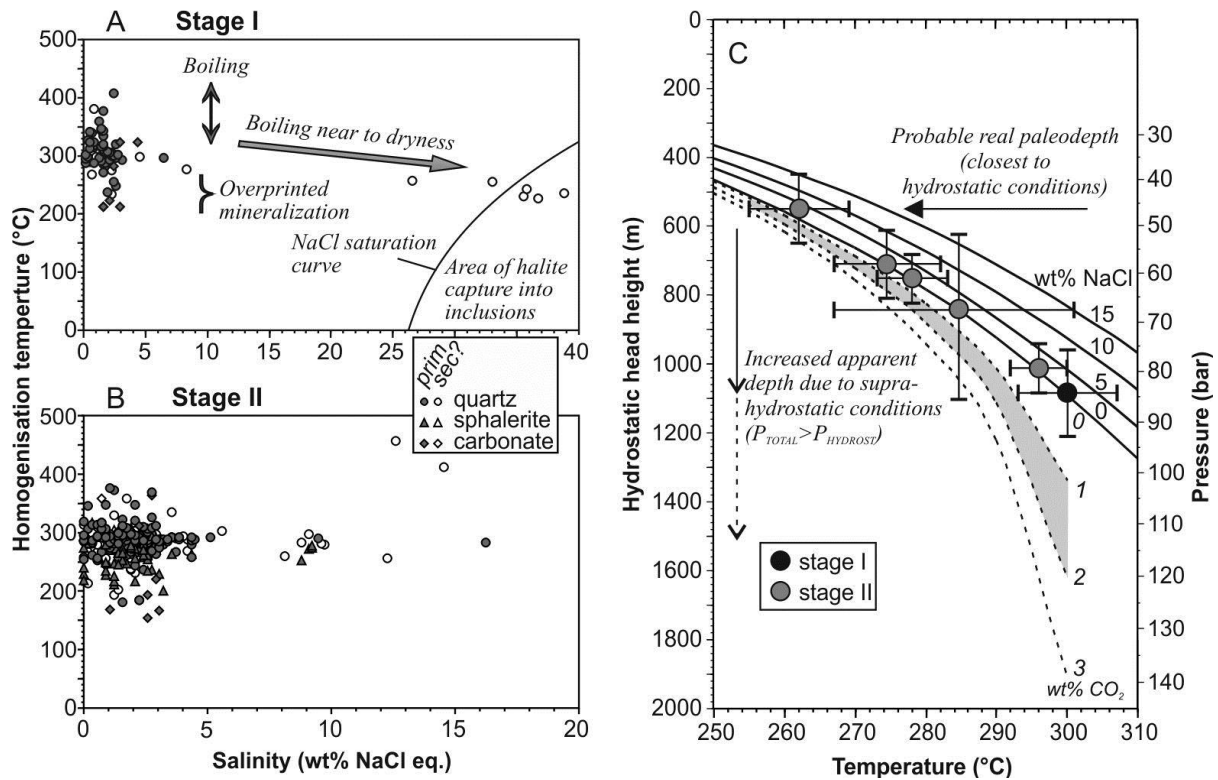 A
Stage I
500
400
300
200
100
0
0
5
10
15
20
25
30
35
40
Boiling
Boiling near to dryness
Overprinted
mineralization
NaCl saturation
curve
Area of halite
capture into
inclusions
Homogenisation temperture (°C)
prim.
sec?
quartz
sphalerite
carbonate
B
Stage II
500
400
300
200
100
0
0
5
10
15
20
Salinity (wt% NaCl eq.)
C
0
200
400
600
800
1000
1200
1400
1600
1800
2000
Hydrostatic head height (m)
250
260
270
280
290
300
310
Temperature (°C)
30
40
50
60
70
80
90
100
110
120
130
140
Pressure (bar)
Probable real paleodepth
(closest to
hydrostatic conditions)
wt% NaCl
15
10
5
0
0
Increased apparent
depth due to supra-
hydrostatic conditions
(P TOTAL>P HYDROST)
1
2
3
wt% CO2
stage I
stage II